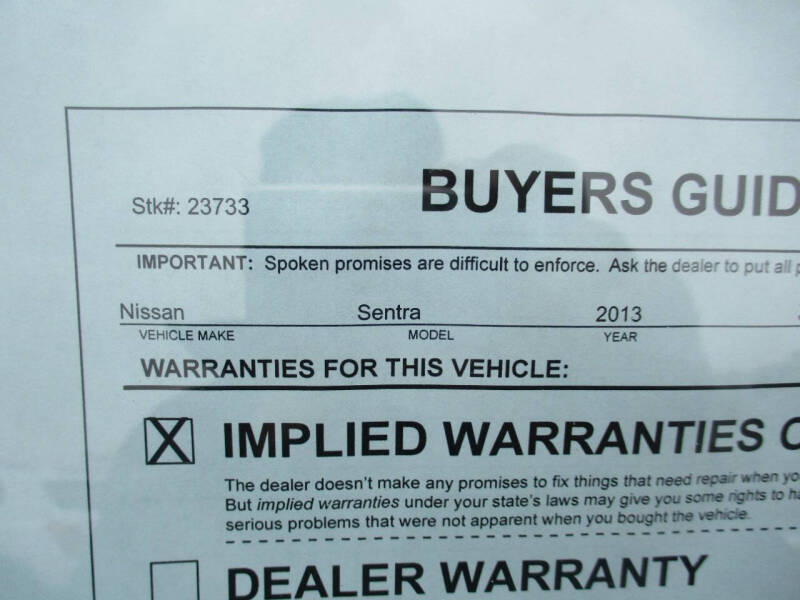 Stk#: 23733
BUYERS GUID
IMPORTANT: Spoken promises are difficult to enforce. Ask the dealer to put all
Nissan Sentra 2013
VEHICLE MAKE MODEL YEAR
WARRANTIES FOR THIS VEHICLE:
X IMPLIED WARRANTIES O
The dealer doesn't make any promises to fix things that need repair when yo
But implied warranties under your state's laws may give you some rights to ha
serious problems that were not apparent when you bought the vehicle.
DEALER WARRANTY